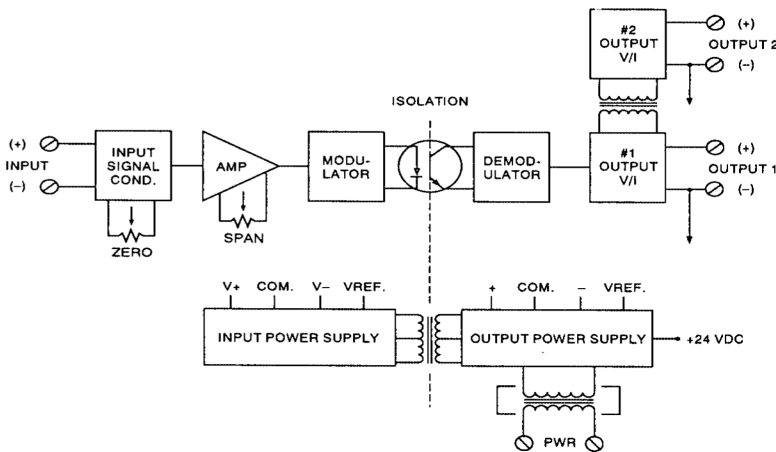 #2
OUTPUT
V/I
(+)
OUTPUT 2
(−)
ISOLATION
(+)
INPUT
(−)
INPUT
SIGNAL
COND.
ZERO
AMP
SPAN
MODU-
LATOR
DEMOD-
ULATOR
#1
OUTPUT
V/I
(+)
OUTPUT 1
(−)
V+ COM. V− VREF.
INPUT POWER SUPPLY
+ COM. − VREF.
OUTPUT POWER SUPPLY
+24 VDC
PWR